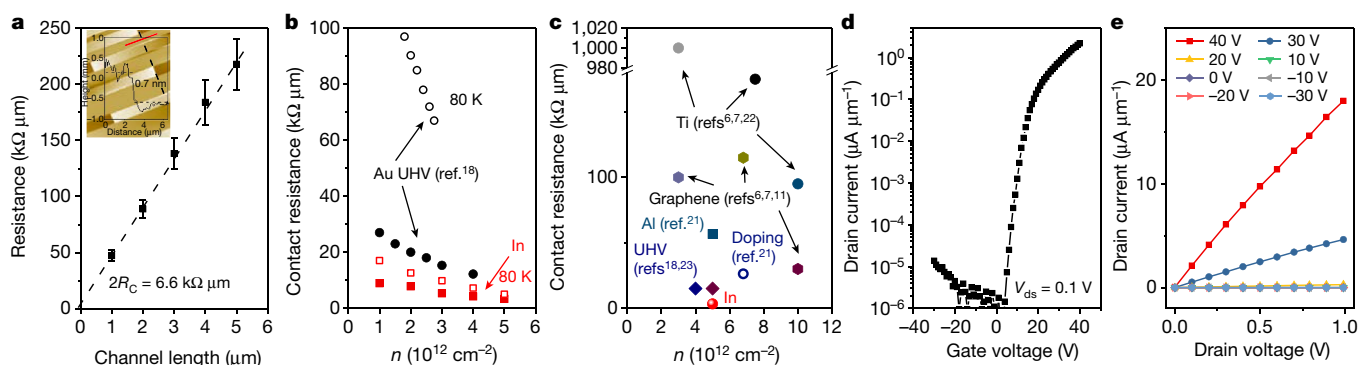 a
Resistance (kΩ μm)
250
200
150
100
50
0
1.0
0.5
0.0
−0.5
−1.0
Height (nm)
0.7 nm
0 2 4 6
Distance (μm)
2R_C = 6.6 kΩ μm
0 1 2 3 4 5 6
Channel length (μm)
b
Contact resistance (kΩ μm)
100
80
60
40
20
0
80 K
Au UHV (ref.18)
In
80 K
0 1 2 3 4 5 6
n (10^12 cm−2)
c
Contact resistance (kΩ μm)
1,020
1,000
980
100
0
Ti (refs6,7,22)
Graphene (refs6,7,11)
Al (ref.21)
UHV
(refs18,23)
Doping
(ref.21)
In
2 4 6 8 10 12
n (10^12 cm−2)
d
Drain current (μA μm−1)
10^0
10^−1
10^−2
10^−3
10^−4
10^−5
10^−6
V_ds = 0.1 V
−40 −20 0 20 40
Gate voltage (V)
e
Drain current (μA μm−1)
20
10
0
40 V 30 V
20 V 10 V
0 V −10 V
−20 V −30 V
0.0 0.5 1.0
Drain voltage (V)